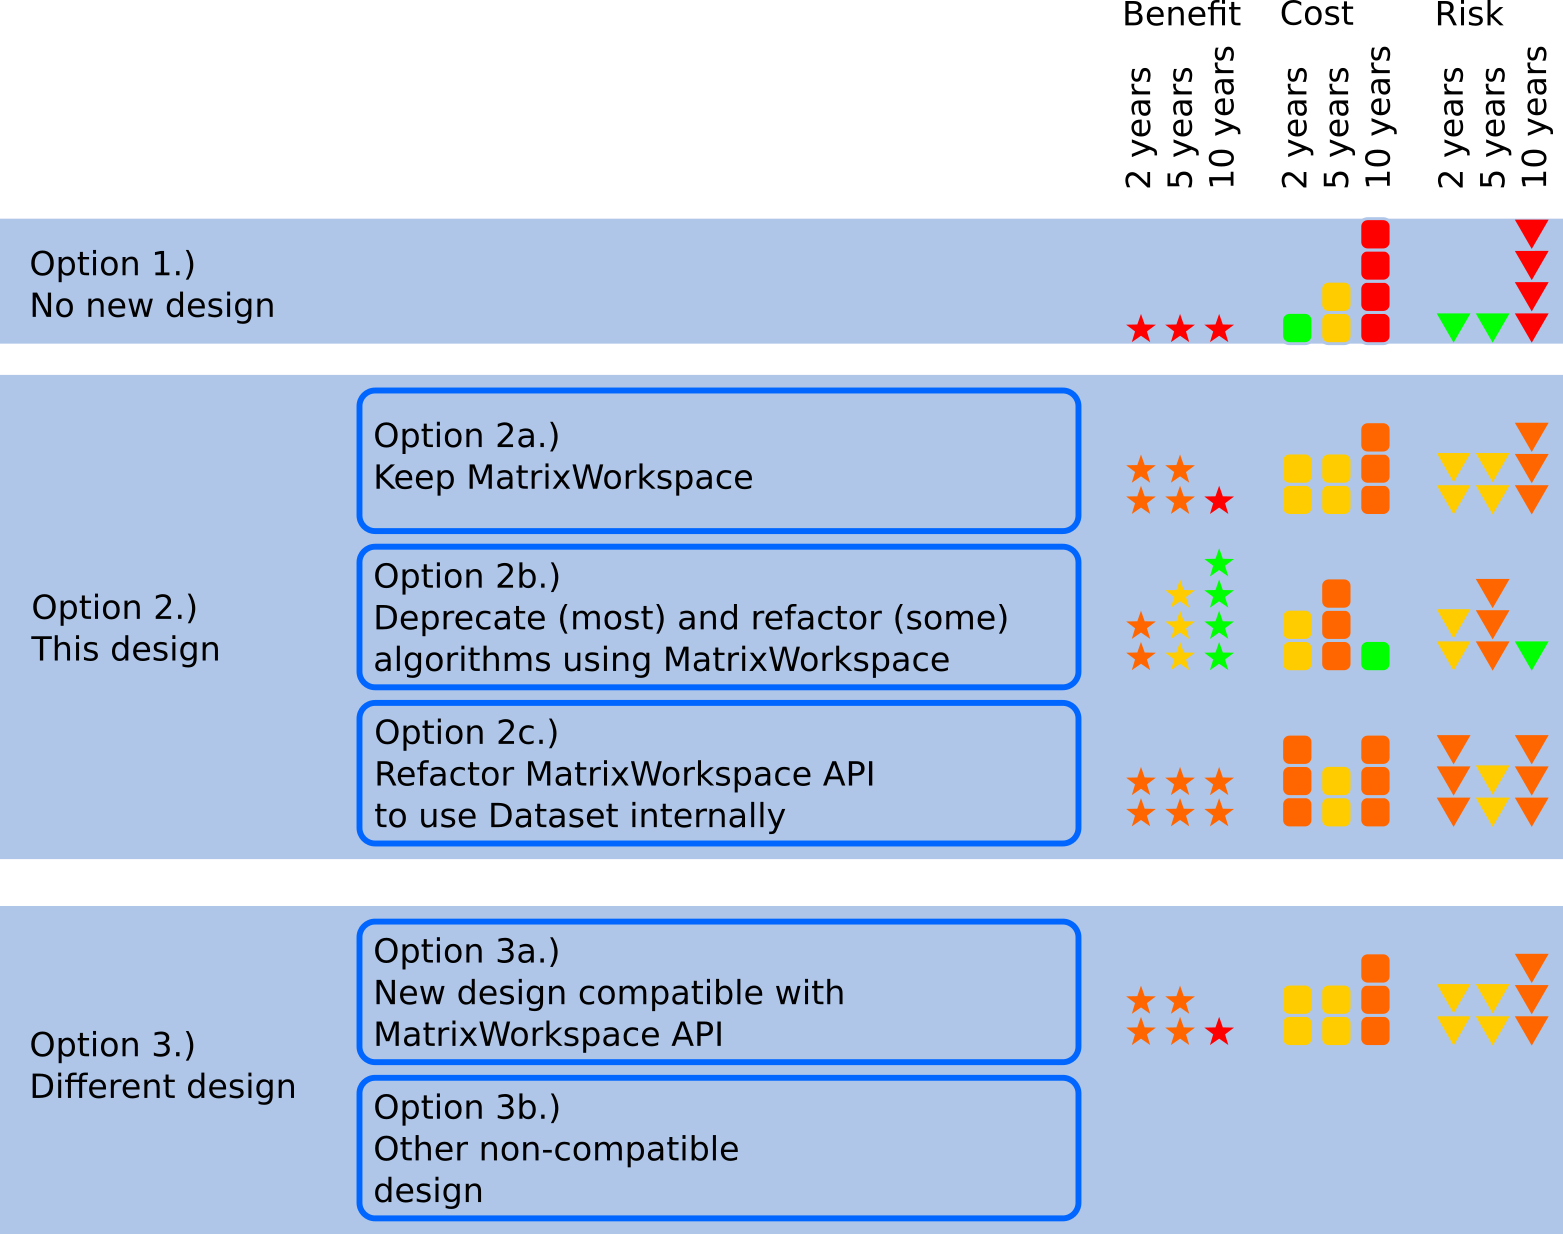 Benefit Cost Risk
2 years 5 years 10 years 2 years 5 years 10 years 2 years 5 years 10 years
Option 1.)
No new design
Option 2.)
This design
Option 2a.)
Keep MatrixWorkspace
Option 2b.)
Deprecate (most) and refactor (some)
algorithms using MatrixWorkspace
Option 2c.)
Refactor MatrixWorkspace API
to use Dataset internally
Option 3.)
Different design
Option 3a.)
New design compatible with
MatrixWorkspace API
Option 3b.)
Other non-compatible
design